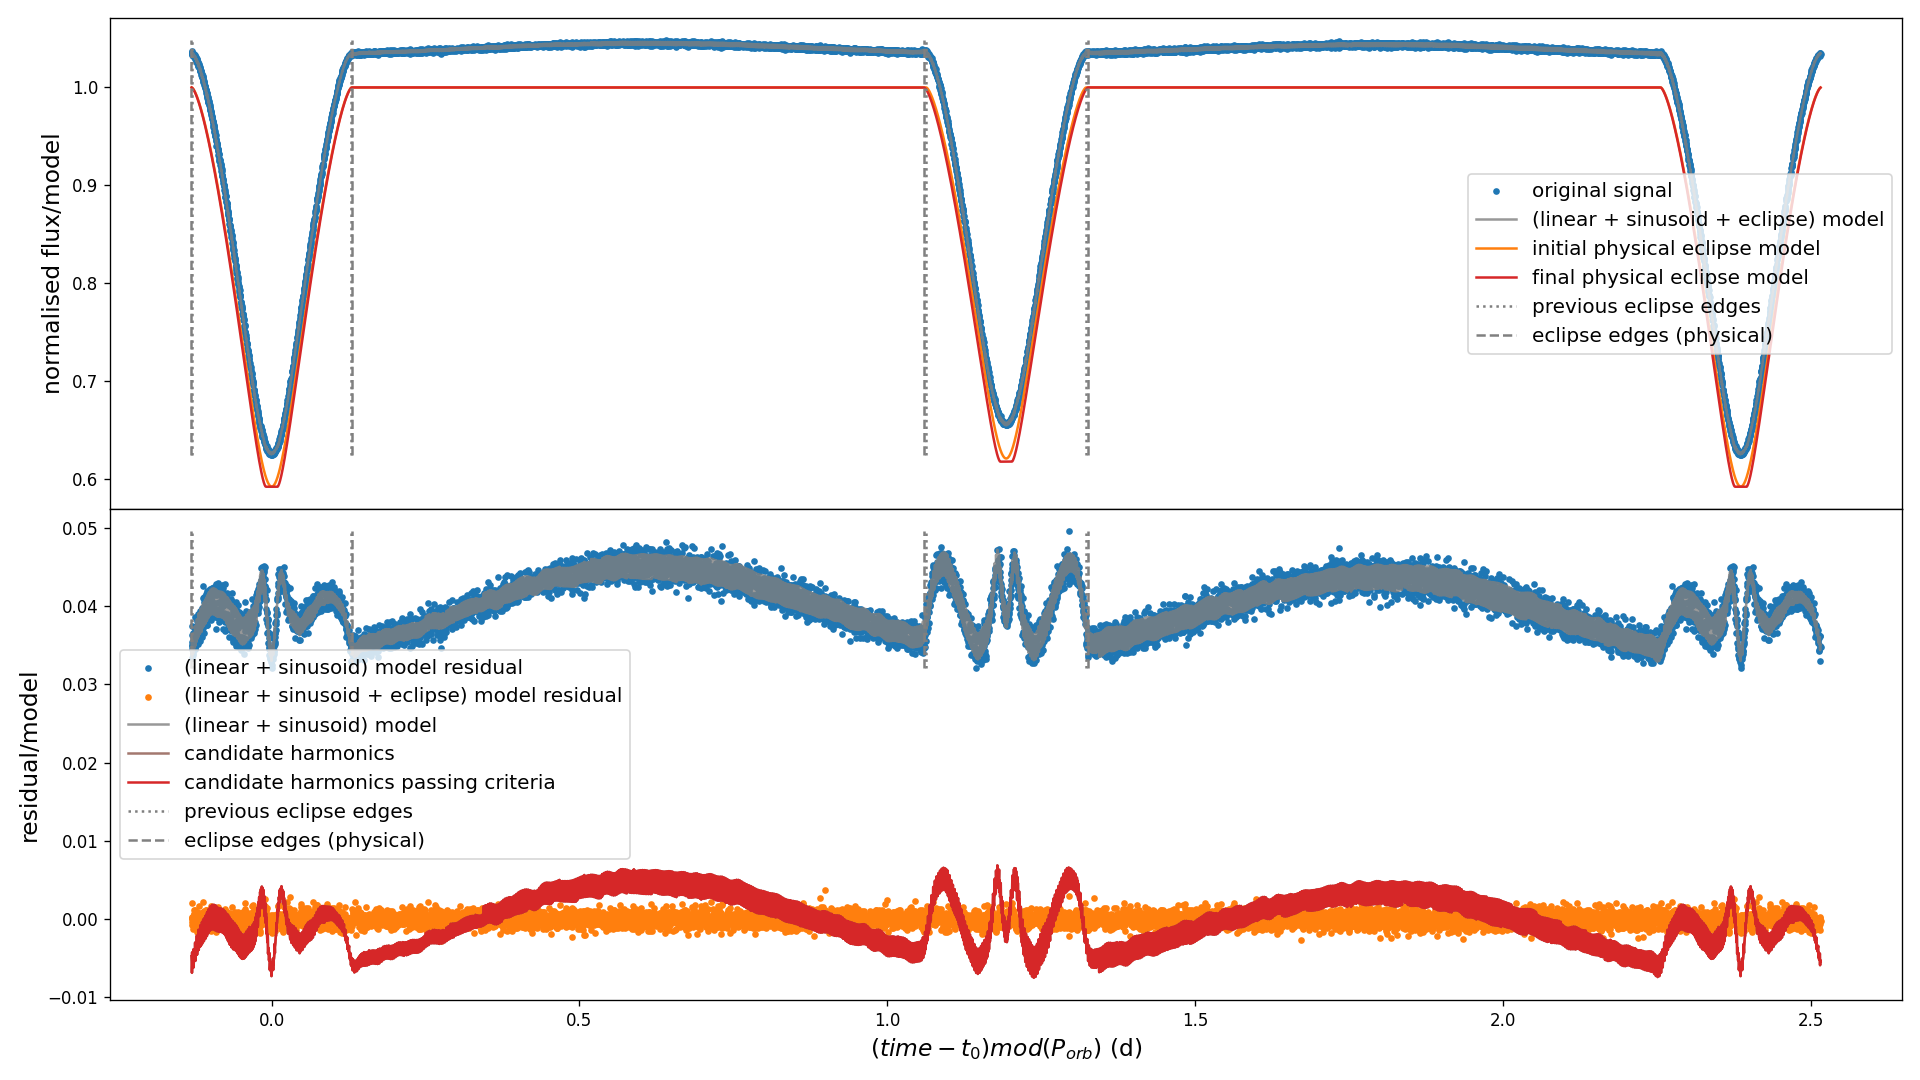 normalised flux/model
1.0
0.9
0.8
0.7
0.6
original signal
(linear + sinusoid + eclipse) model
initial physical eclipse model
final physical eclipse model
previous eclipse edges
eclipse edges (physical)
residual/model
0.05
0.04
0.03
0.02
0.01
0.00
−0.01
(linear + sinusoid) model residual
(linear + sinusoid + eclipse) model residual
(linear + sinusoid) model
candidate harmonics
candidate harmonics passing criteria
previous eclipse edges
eclipse edges (physical)
0.0 0.5 1.0 1.5 2.0 2.5
(time − t₀)mod(P_orb) (d)